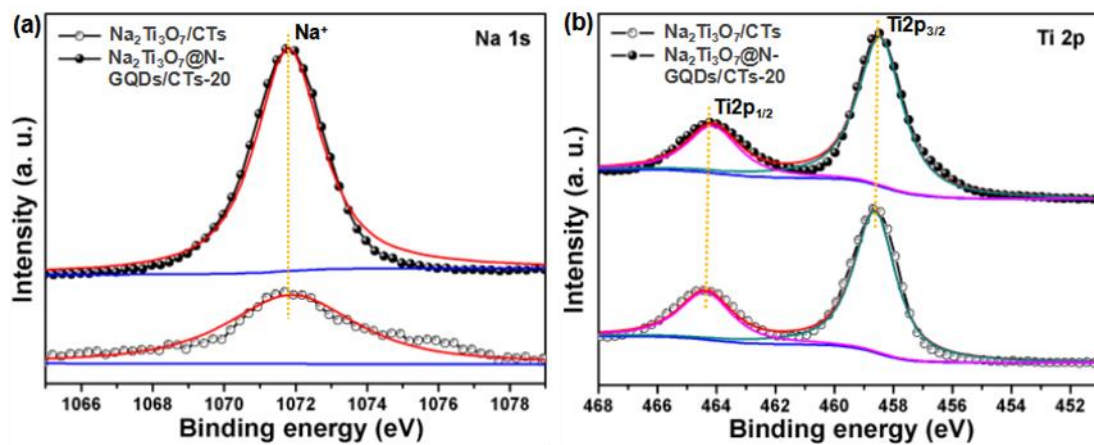 (a)
Na₂Ti₃O₇/CTs
Na₂Ti₃O₇@N-
GQDs/CTs-20
Na⁺
Na 1s
Intensity (a. u.)
1066 1068 1070 1072 1074 1076 1078
Binding energy (eV)
(b)
Na₂Ti₃O₇/CTs
Na₂Ti₃O₇@N-
GQDs/CTs-20
Ti2p₃/₂
Ti 2p
Ti2p₁/₂
Intensity (a. u.)
468 466 464 462 460 458 456 454 452
Binding energy (eV)